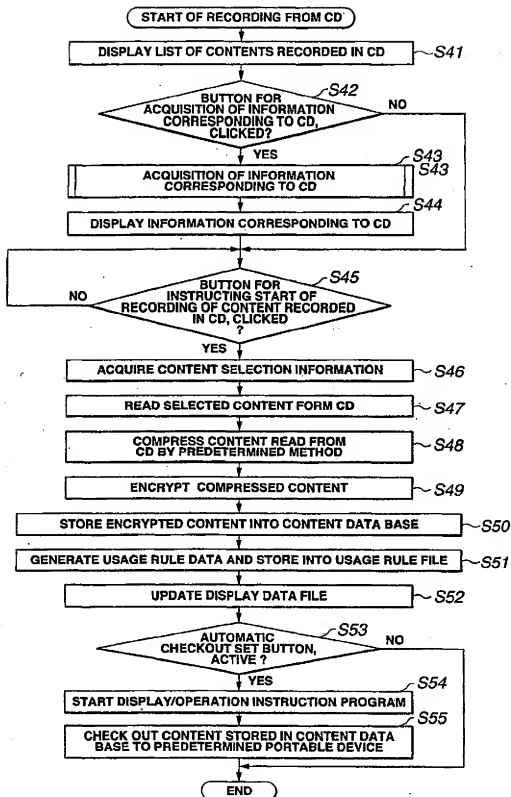 START OF RECORDING FROM CD
DISPLAY LIST OF CONTENTS RECORDED IN CD
S41
S42
BUTTON FOR
ACQUISITION OF INFORMATION
CORRESPONDING TO CD,
CLICKED?
NO
YES
S43
S43
ACQUISITION OF INFORMATION
CORRESPONDING TO CD
S44
DISPLAY INFORMATION CORRESPONDING TO CD
S45
BUTTON FOR
INSTRUCTING START OF
RECORDING OF CONTENT RECORDED
IN CD, CLICKED
?
NO
YES
ACQUIRE CONTENT SELECTION INFORMATION
S46
READ SELECTED CONTENT FORM CD
S47
COMPRESS CONTENT READ FROM
CD BY PREDETERMINED METHOD
S48
ENCRYPT COMPRESSED CONTENT
S49
STORE ENCRYPTED CONTENT INTO CONTENT DATA BASE
S50
GENERATE USAGE RULE DATA AND STORE INTO USAGE RULE FILE
S51
UPDATE DISPLAY DATA FILE
S52
S53
AUTOMATIC
CHECKOUT SET BUTTON,
ACTIVE ?
NO
YES
S54
START DISPLAY/OPERATION INSTRUCTION PROGRAM
S55
CHECK OUT CONTENT STORED IN CONTENT DATA
BASE TO PREDETERMINED PORTABLE DEVICE
END